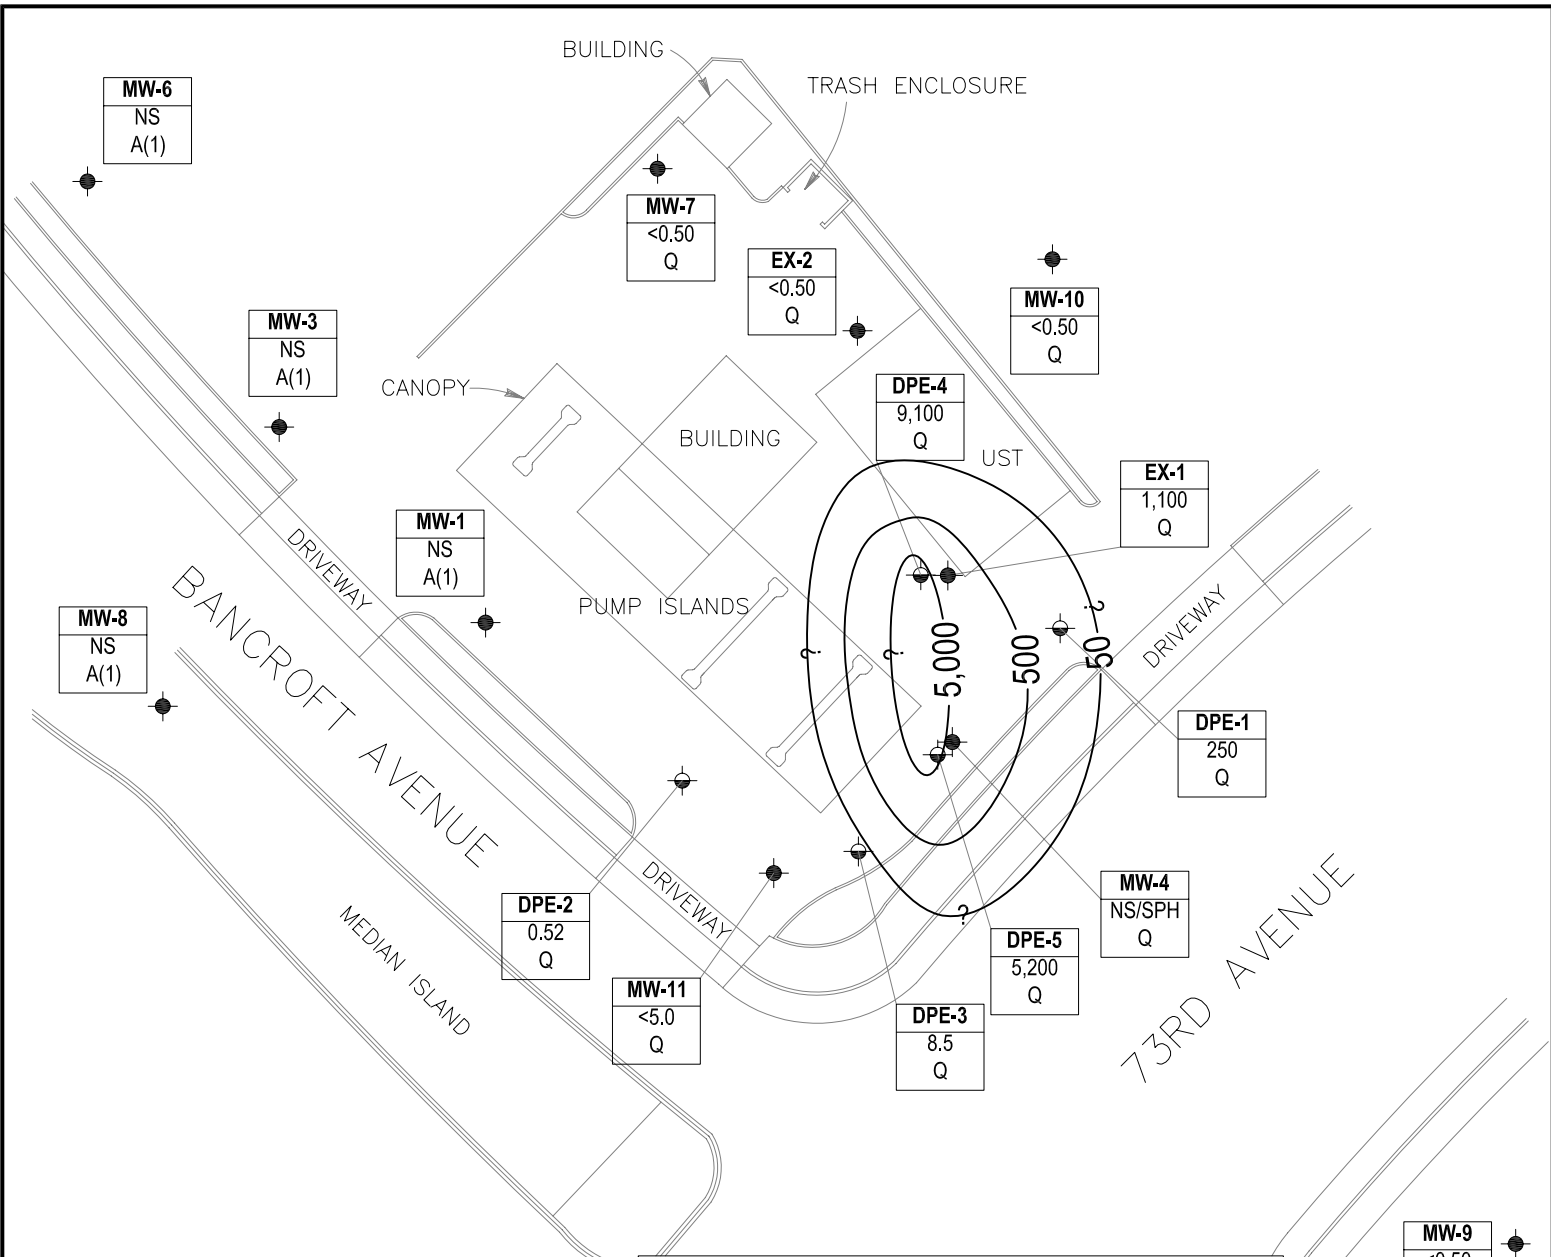 BUILDING
TRASH ENCLOSURE
MW-6
NS
A(1)
MW-7
<0.50
Q
EX-2
<0.50
Q
MW-10
<0.50
Q
MW-3
NS
A(1)
CANOPY
DPE-4
9,100
Q
BUILDING
UST
EX-1
1,100
Q
MW-1
NS
A(1)
DRIVEWAY
BANCROFT AVENUE
PUMP ISLANDS
MW-8
NS
A(1)
?
?
?
5,000
500
50
DRIVEWAY
DPE-1
250
Q
DRIVEWAY
MEDIAN ISLAND
DPE-2
0.52
Q
MW-11
<5.0
Q
?
MW-4
NS/SPH
Q
DPE-5
5,200
Q
DPE-3
8.5
Q
73RD AVENUE
MW-9
<0.50